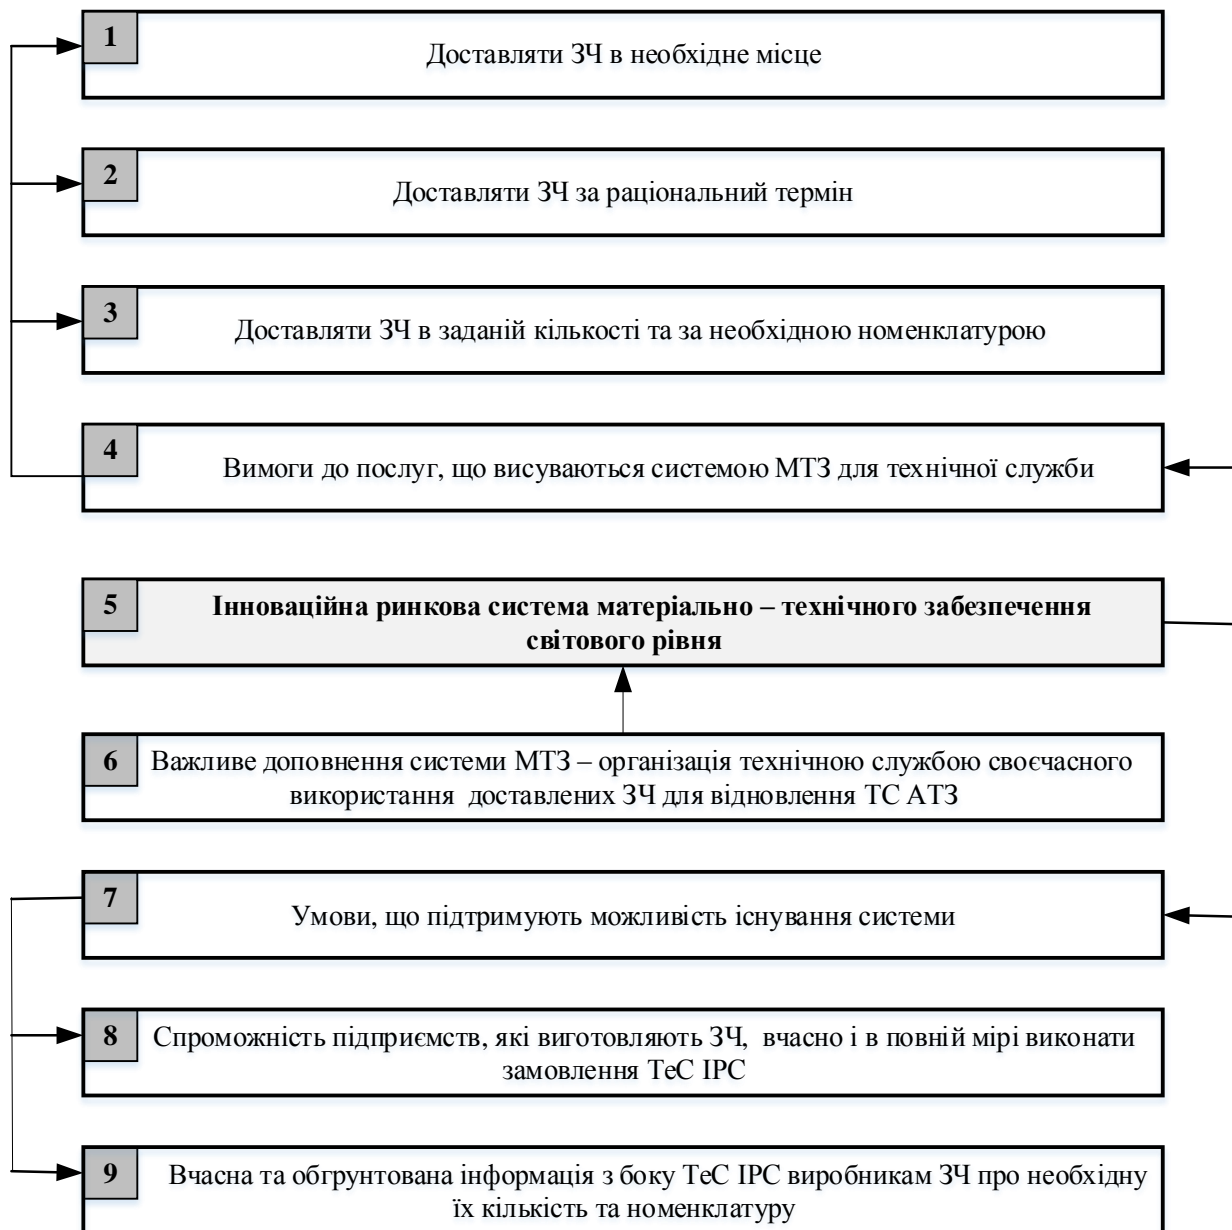 1
Доставляти ЗЧ в необхідне місце
2
Доставляти ЗЧ за раціональний термін
3
Доставляти ЗЧ в заданій кількості та за необхідною номенклатурою
4
Вимоги до послуг, що висуваються системою МТЗ для технічної служби
5
Інноваційна ринкова система матеріально – технічного забезпечення
світового рівня
6
Важливе доповнення системи МТЗ – організація технічною службою своєчасного
використання доставлених ЗЧ для відновлення ТС АТЗ
7
Умови, що підтримують можливість існування системи
8
Спроможність підприємств, які виготовляють ЗЧ, вчасно і в повній мірі виконати
замовлення ТеС ІРС
9
Вчасна та обгрунтована інформація з боку ТеС ІРС виробникам ЗЧ про необхідну
їх кількість та номенклатуру